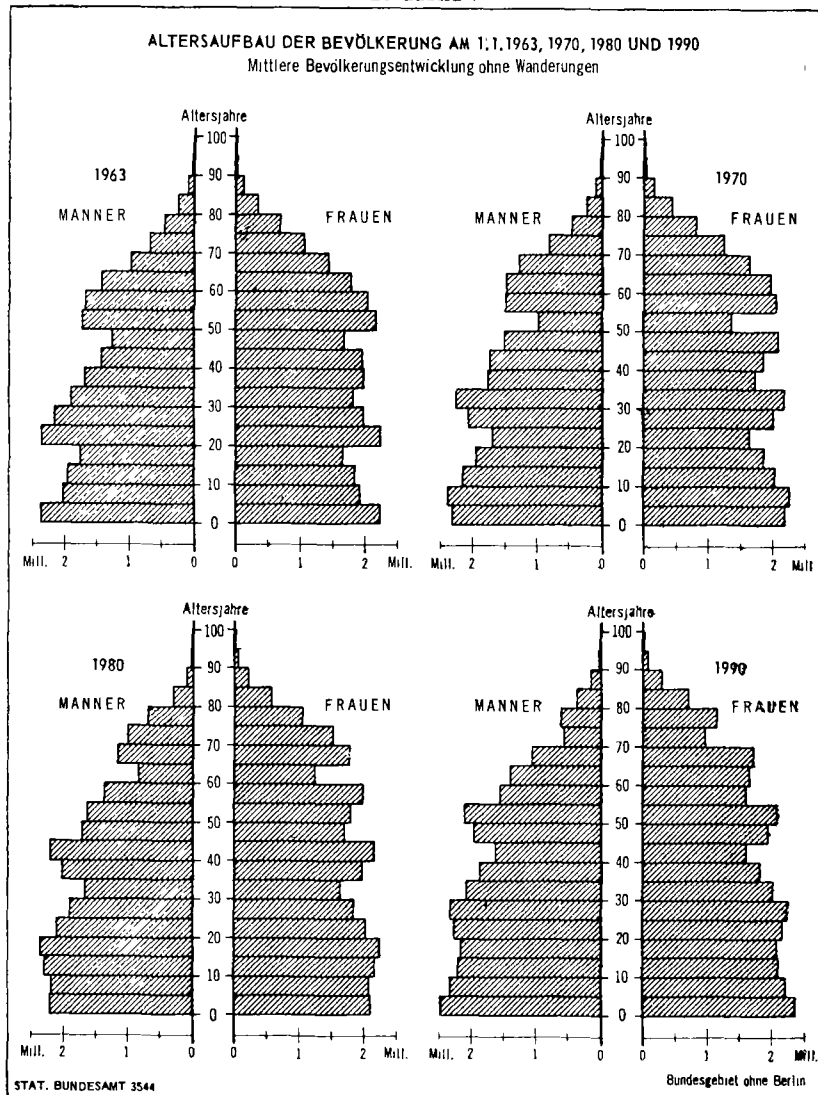 ALTERSAUFBAU DER BEVÖLKERUNG AM 1.1.1963, 1970, 1980 UND 1990
Mittlere Bevölkerungsentwicklung ohne Wanderungen
Altersjahre
100
90
80
70
60
50
40
30
20
10
0
1963
MANNER
FRAUEN
Mill. 2 1 0
0 1 2 Mill.
Altersjahre
100
90
80
70
60
50
40
30
20
10
0
1970
MANNER
FRAUEN
Mill. 2 1 0
0 1 2 Mill
Altersjahre
100
90
80
70
60
50
40
30
20
10
0
1980
MANNER
FRAUEN
Mill. 2 1 0
0 1 2 Mill.
Altersjahre
100
90
80
70
60
50
40
30
20
10
0
1990
MANNER
FRAUEN
Mill. 2 1 0
0 1 2 Mill.
STAT. BUNDESAMT 3544
Bundesgebiet ohne Berlin